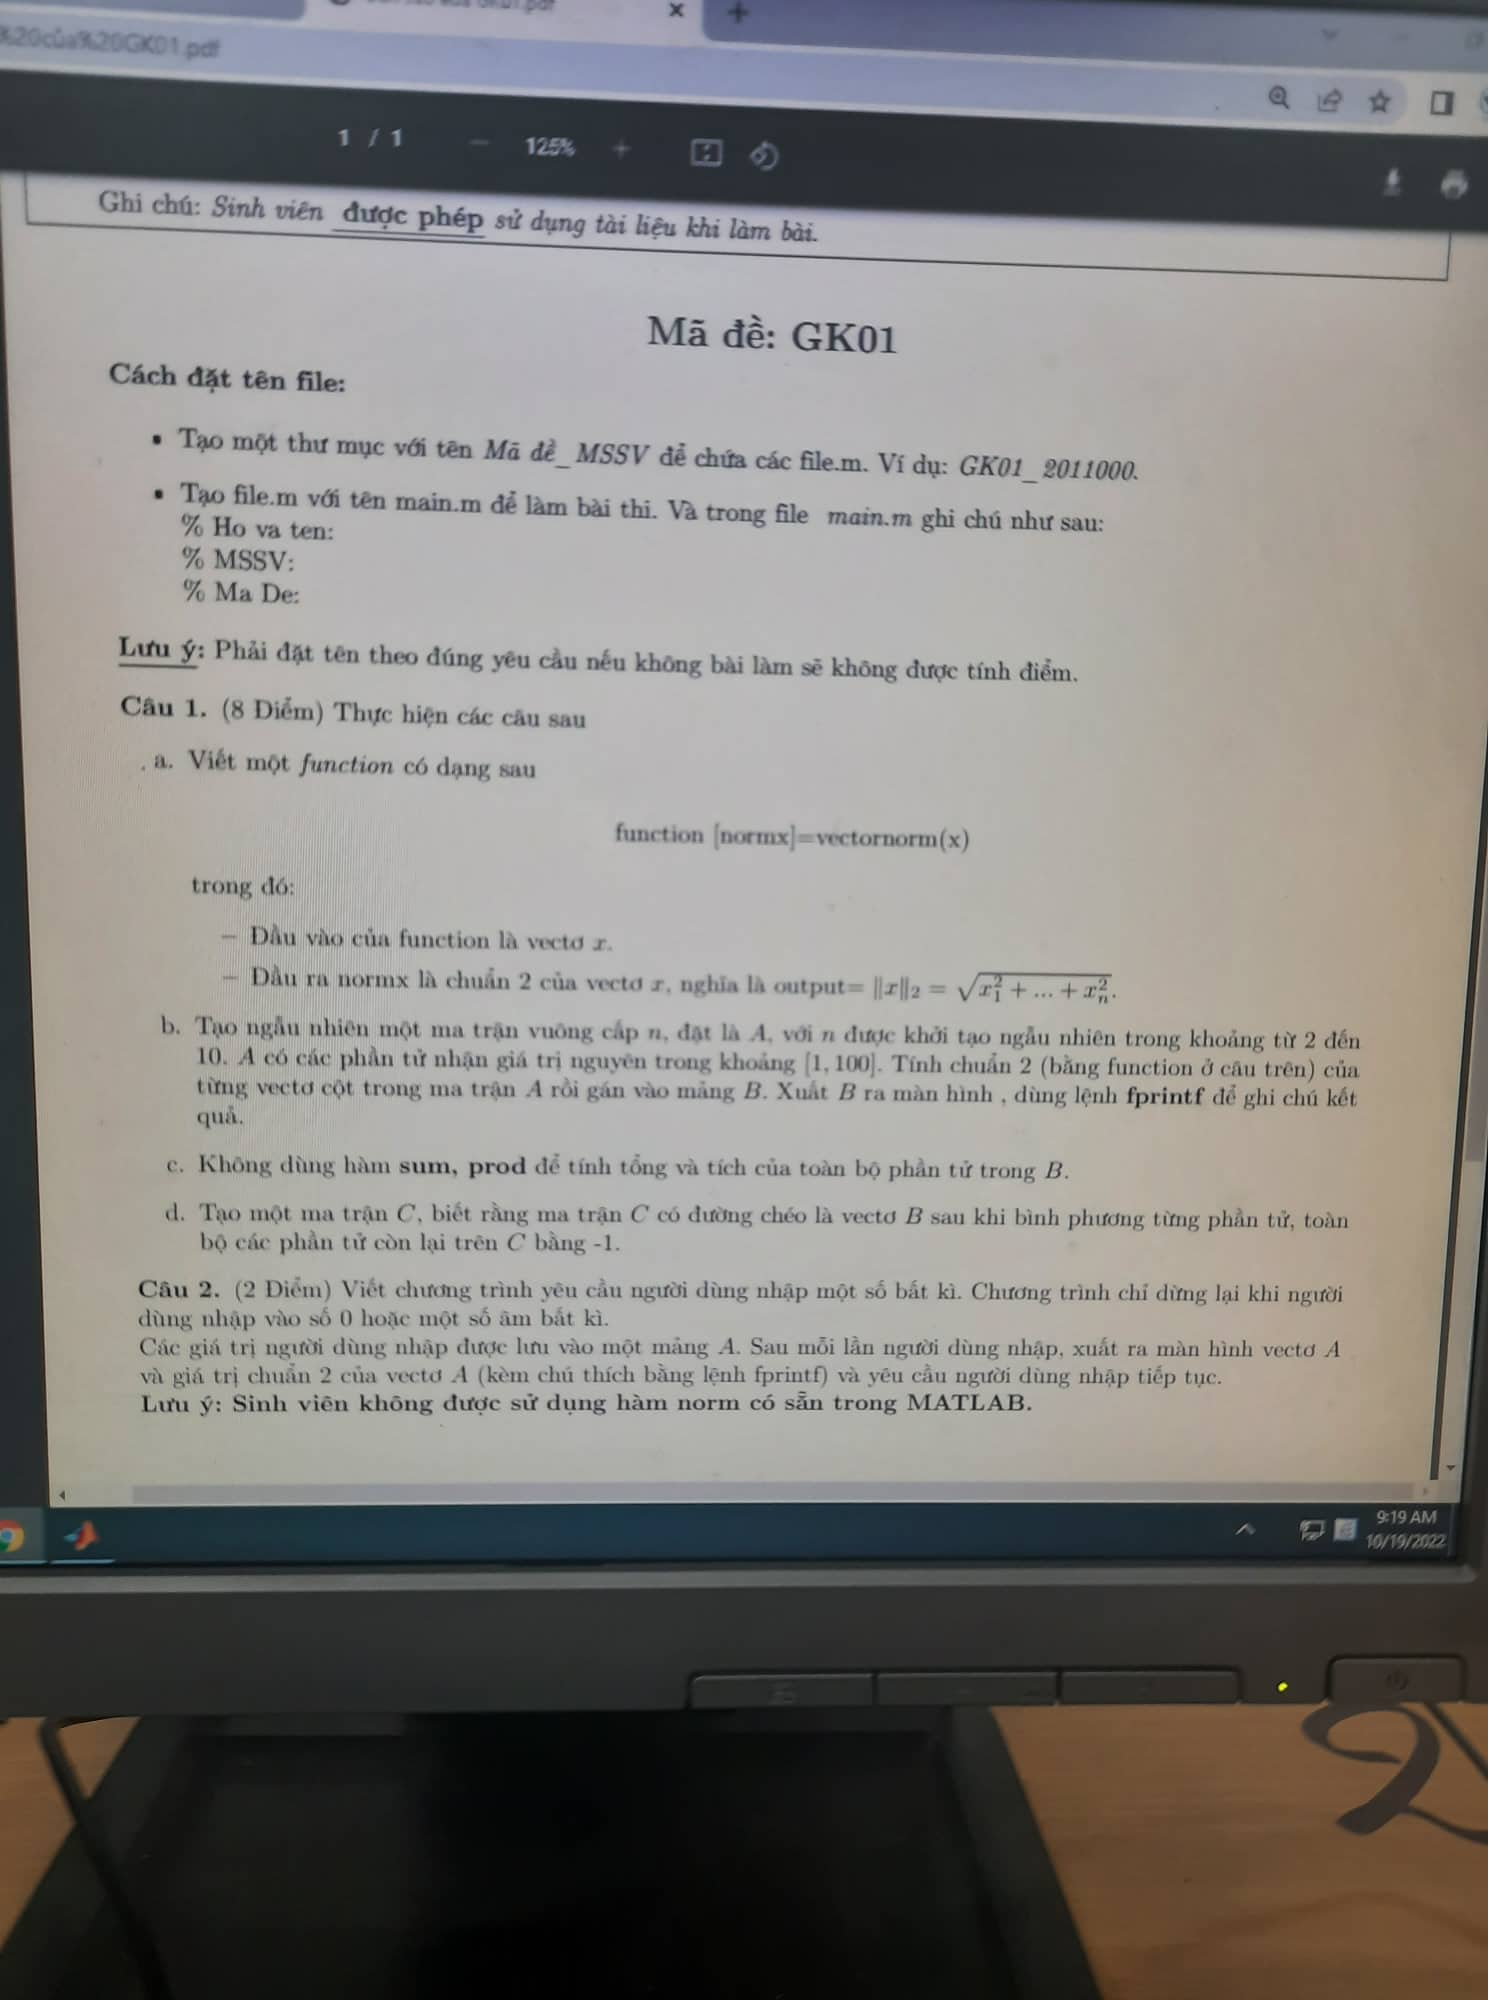 %20của%20GK01.pdf
1 / 1
125%
Ghi chú: Sinh viên được phép sử dụng tài liệu khi làm bài.
Mã đề: GK01
Cách đặt tên file:
• Tạo một thư mục với tên Mã đề_MSSV để chứa các file.m. Ví dụ: GK01_2011000.
• Tạo file.m với tên main.m để làm bài thi. Và trong file main.m ghi chú như sau:
% Ho va ten:
% MSSV:
% Ma De:
Lưu ý: Phải đặt tên theo đúng yêu cầu nếu không bài làm sẽ không được tính điểm.
Câu 1. (8 Điểm) Thực hiện các câu sau
a. Viết một function có dạng sau
function [normx]=vectornorm(x)
trong đó:
– Đầu vào của function là vectơ x.
– Đầu ra normx là chuẩn 2 của vectơ x, nghĩa là output= ‖x‖₂ = √(x₁² + ... + xₙ²).
b. Tạo ngẫu nhiên một ma trận vuông cấp n, đặt là A, với n được khởi tạo ngẫu nhiên trong khoảng từ 2 đến
10. A có các phần tử nhận giá trị nguyên trong khoảng [1, 100]. Tính chuẩn 2 (bằng function ở câu trên) của
từng vectơ cột trong ma trận A rồi gán vào mảng B. Xuất B ra màn hình , dùng lệnh fprintf để ghi chú kết
quả.
c. Không dùng hàm sum, prod để tính tổng và tích của toàn bộ phần tử trong B.
d. Tạo một ma trận C, biết rằng ma trận C có đường chéo là vectơ B sau khi bình phương từng phần tử, toàn
bộ các phần tử còn lại trên C bằng -1.
Câu 2. (2 Điểm) Viết chương trình yêu cầu người dùng nhập một số bất kì. Chương trình chỉ dừng lại khi người
dùng nhập vào số 0 hoặc một số âm bất kì.
Các giá trị người dùng nhập được lưu vào một mảng A. Sau mỗi lần người dùng nhập, xuất ra màn hình vectơ A
và giá trị chuẩn 2 của vectơ A (kèm chú thích bằng lệnh fprintf) và yêu cầu người dùng nhập tiếp tục.
Lưu ý: Sinh viên không được sử dụng hàm norm có sẵn trong MATLAB.
9:19 AM
10/19/2022